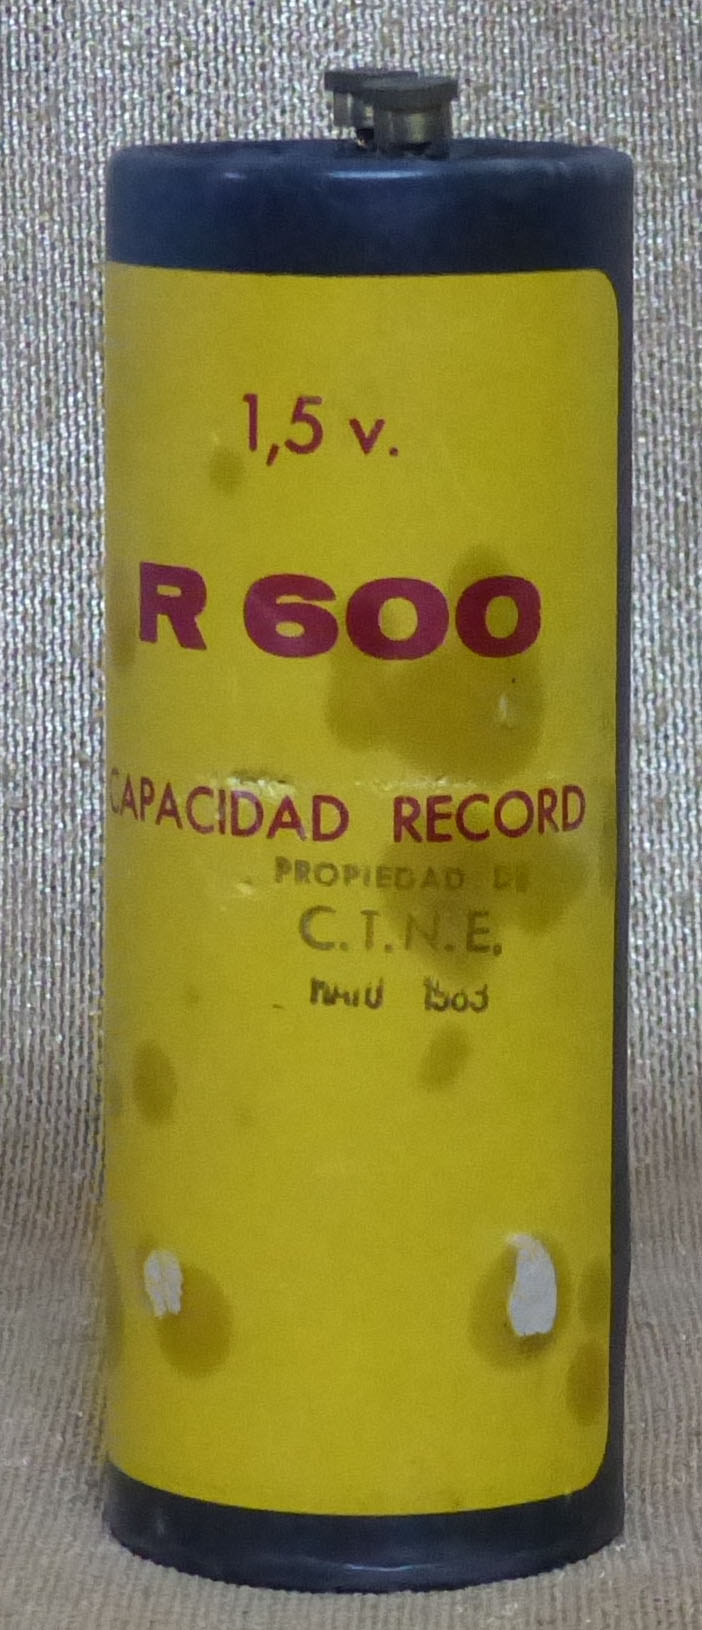 1,5 v.
R 600
CAPACIDAD RECORD
PROPIEDAD DE
C.T.N.E.